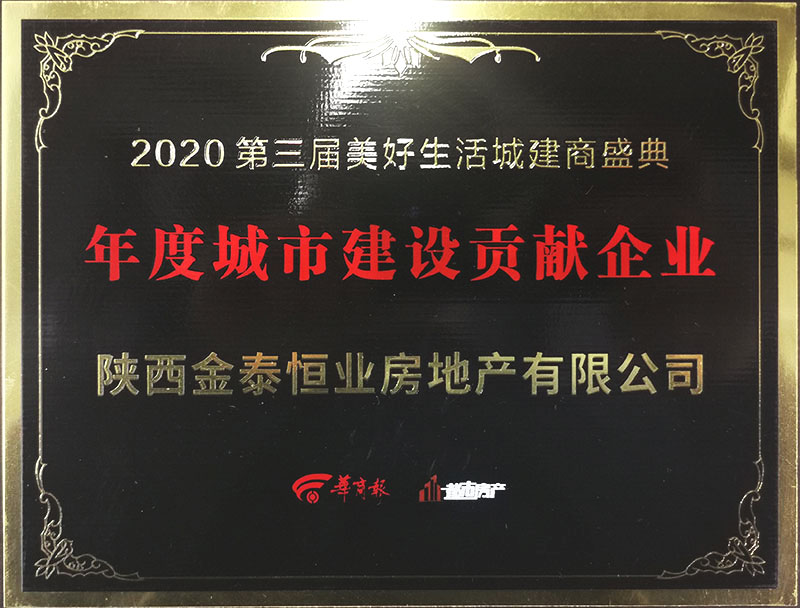 2020 第三届美好生活城建商盛典
年度城市建设贡献企业
陕西金泰恒业房地产有限公司
華商報 房产